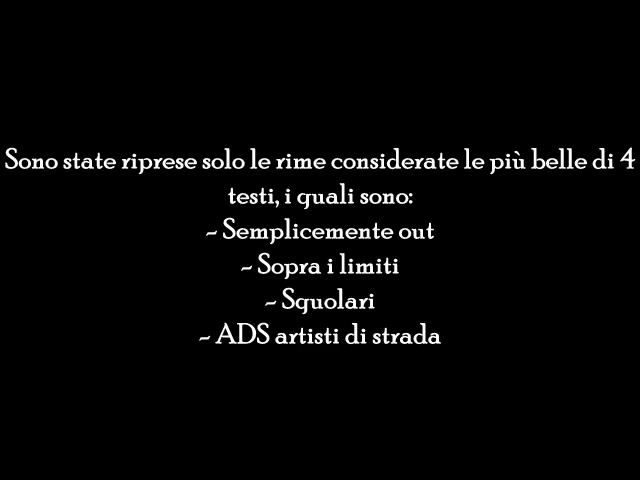 Sono state riprese solo le rime considerate le più belle di 4
testi, i quali sono:
- Semplicemente out
- Sopra i limiti
- Squolari
- ADS artisti di strada